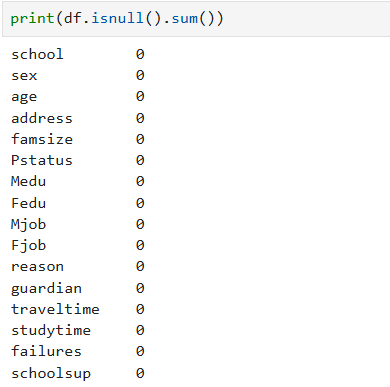 print(df.isnull().sum())
school 0
sex 0
age 0
address 0
famsize 0
Pstatus 0
Medu 0
Fedu 0
Mjob 0
Fjob 0
reason 0
guardian 0
traveltime 0
studytime 0
failures 0
schoolsup 0